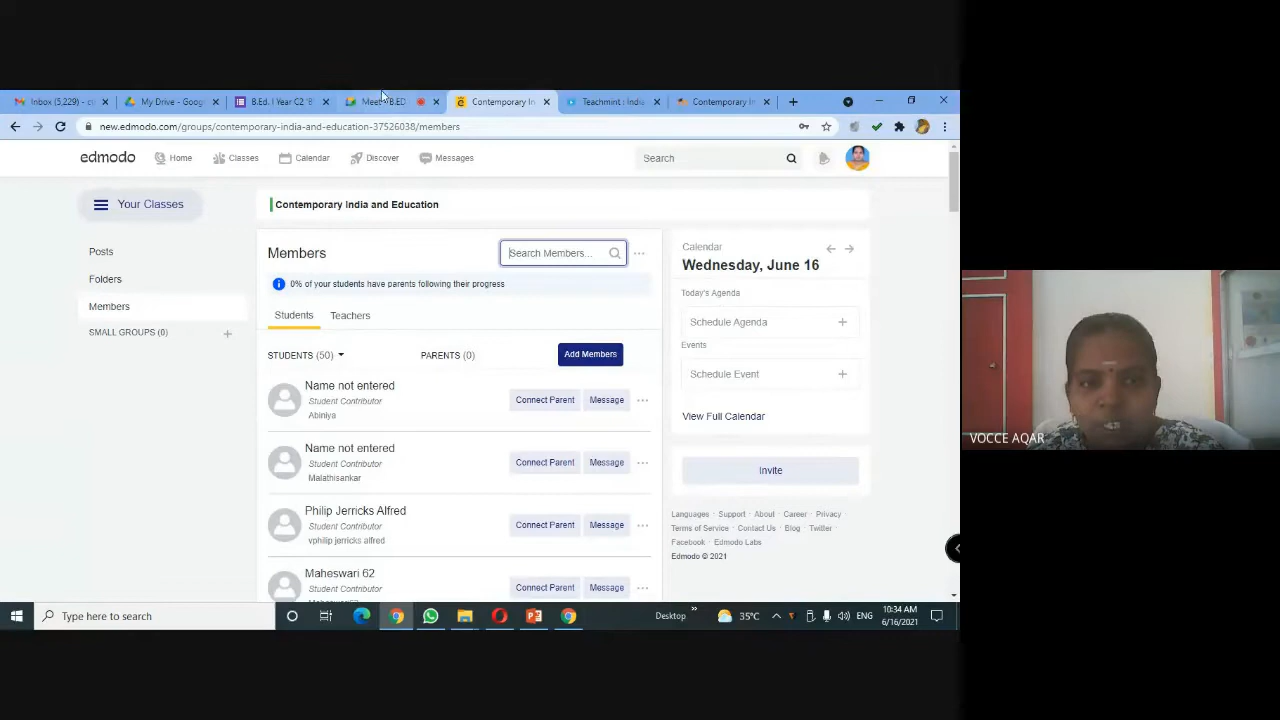 Inbox (5,229) - c
My Drive - Goog
B.Ed. I Year C2 'B
Meet
B.ED
Contemporary In
Teachmint : India
Contemporary In
new.edmodo.com/groups/contemporary-india-and-education-37526038/members
edmodo
Home
Classes
Calendar
Discover
Messages
Search
Your Classes
Posts
Folders
Members
SMALL GROUPS (0)
Contemporary India and Education
Members
Search Members...
0% of your students have parents following their progress
Students
Teachers
STUDENTS (50)
PARENTS (0)
Add Members
Name not entered
Student Contributor
Abiniya
Connect Parent
Message
Name not entered
Student Contributor
Malathisankar
Connect Parent
Message
Philip Jerricks Alfred
Student Contributor
vphilip jerricks alfred
Connect Parent
Message
Maheswari 62
Student Contributor
Connect Parent
Message
Calendar
Wednesday, June 16
Today's Agenda
Schedule Agenda
Events
Schedule Event
View Full Calendar
Invite
Languages · Support · About · Career · Privacy ·
Terms of Service · Contact Us · Blog · Twitter ·
Facebook · Edmodo Labs
Edmodo © 2021
VOCCE AQAR
Type here to search
Desktop
35°C
ENG
10:34 AM
6/16/2021